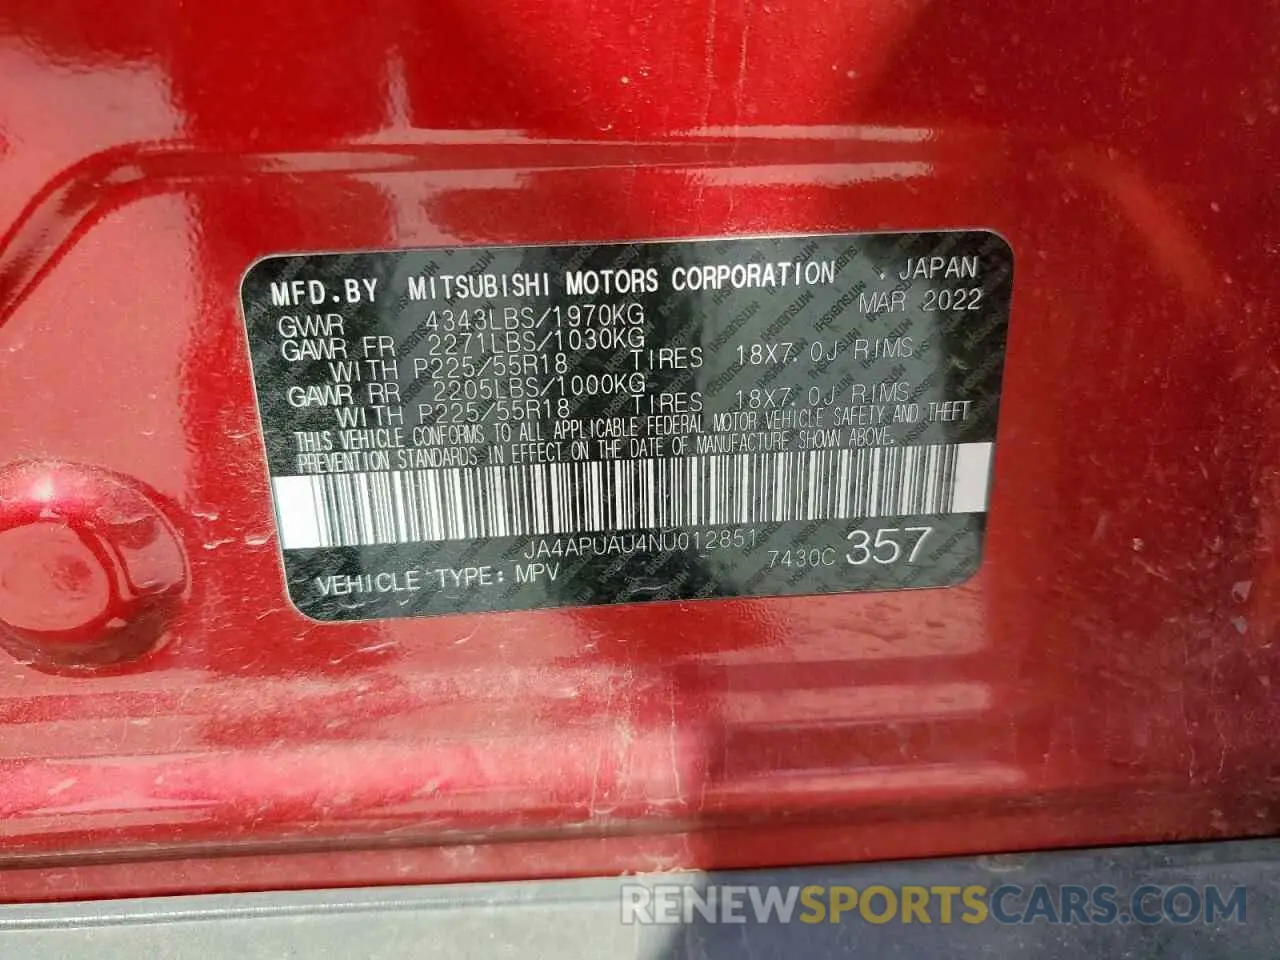 MFD.BY MITSUBISHI MOTORS CORPORATION . JAPAN
MAR 2022
GVWR 4343LBS/1970KG
GAWR FR 2271LBS/1030KG
WITH P225/55R18 TIRES 18X7.0J RIMS
GAWR RR 2205LBS/1000KG
WITH P225/55R18 TIRES 18X7.0J RIMS
THIS VEHICLE CONFORMS TO ALL APPLICABLE FEDERAL MOTOR VEHICLE SAFETY AND THEFT
PREVENTION STANDARDS IN EFFECT ON THE DATE OF MANUFACTURE SHOWN ABOVE.
JA4APUAU4NU012851
VEHICLE TYPE: MPV 7430C 357
RENEWSPORTSCARS.COM